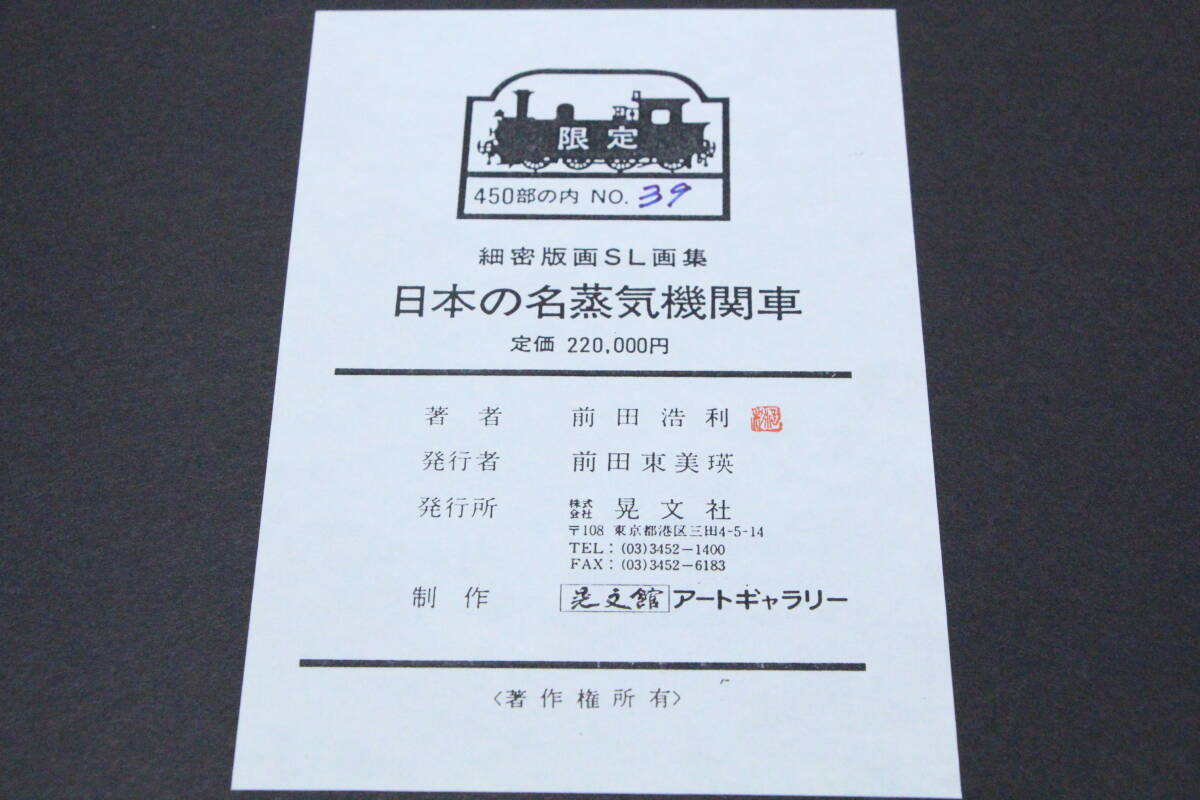 限定
450部の内 NO. 39
細密版画SL画集
日本の名蒸気機関車
定価 220,000円
著者 前田浩利
発行者 前田東美瑛
発行所 株式会社 晃文社
〒108 東京都港区三田4-5-14
TEL：(03)3452－1400
FAX：(03)3452－6183
制作 晃文館アートギャラリー
〈著作権所有〉